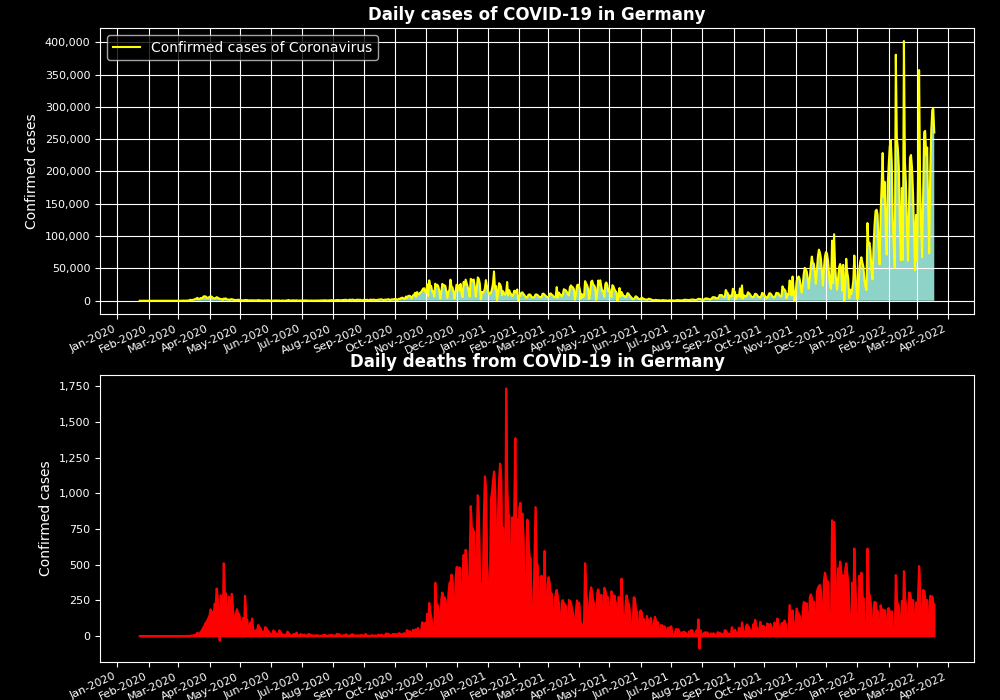 Daily cases of COVID-19 in Germany
Confirmed cases of Coronavirus
Confirmed cases
400,000
350,000
300,000
250,000
200,000
150,000
100,000
50,000
0
Jan-2020 Feb-2020 Mar-2020 Apr-2020 May-2020 Jun-2020 Jul-2020 Aug-2020 Sep-2020 Oct-2020 Nov-2020 Dec-2020 Jan-2021 Feb-2021 Mar-2021 Apr-2021 May-2021 Jun-2021 Jul-2021 Aug-2021 Sep-2021 Oct-2021 Nov-2021 Dec-2021 Jan-2022 Feb-2022 Mar-2022 Apr-2022
Daily deaths from COVID-19 in Germany
Confirmed cases
1,750
1,500
1,250
1,000
750
500
250
0
Jan-2020 Feb-2020 Mar-2020 Apr-2020 May-2020 Jun-2020 Jul-2020 Aug-2020 Sep-2020 Oct-2020 Nov-2020 Dec-2020 Jan-2021 Feb-2021 Mar-2021 Apr-2021 May-2021 Jun-2021 Jul-2021 Aug-2021 Sep-2021 Oct-2021 Nov-2021 Dec-2021 Jan-2022 Feb-2022 Mar-2022 Apr-2022